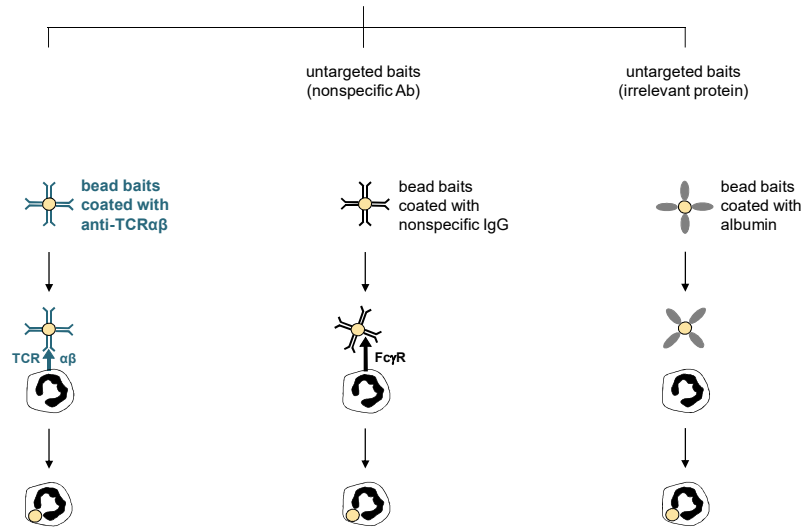 untargeted baits
(nonspecific Ab)
untargeted baits
(irrelevant protein)
bead baits
coated with
anti-TCRαβ
bead baits
coated with
nonspecific IgG
bead baits
coated with
albumin
TCR αβ
FcγR